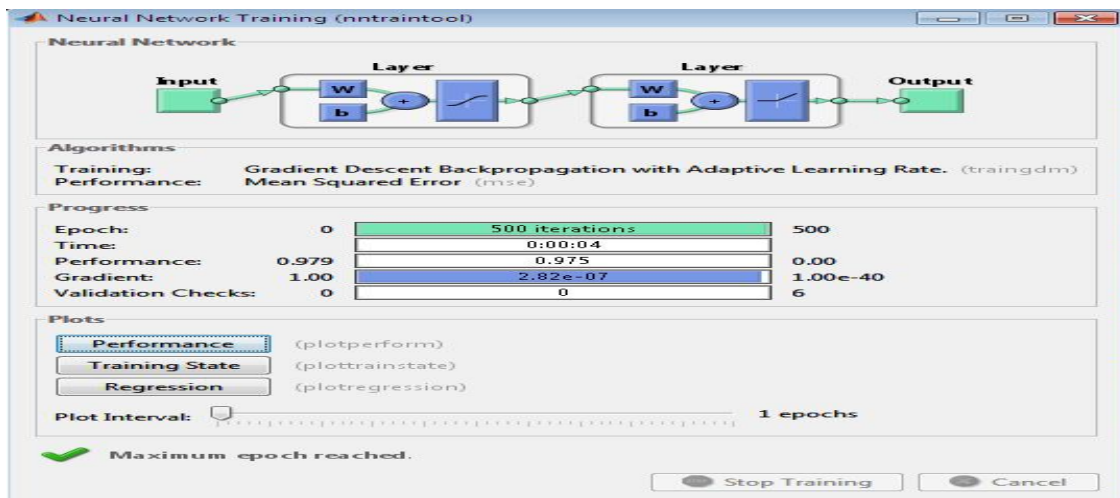 Neural Network Training (nntraintool)
Neural Network
Layer Layer
Input Output
W W
b b
+ +
Algorithms
Training: Gradient Descent Backpropagation with Adaptive Learning Rate. (traingdm)
Performance: Mean Squared Error (mse)
Progress
Epoch: 0 500 iterations 500
Time: 0:00:04
Performance: 0.979 0.975 0.00
Gradient: 1.00 2.82e-07 1.00e-40
Validation Checks: 0 0 6
Plots
Performance (plotperform)
Training State (plottrainstate)
Regression (plotregression)
Plot Interval: 1 epochs
Maximum epoch reached.
Stop Training Cancel